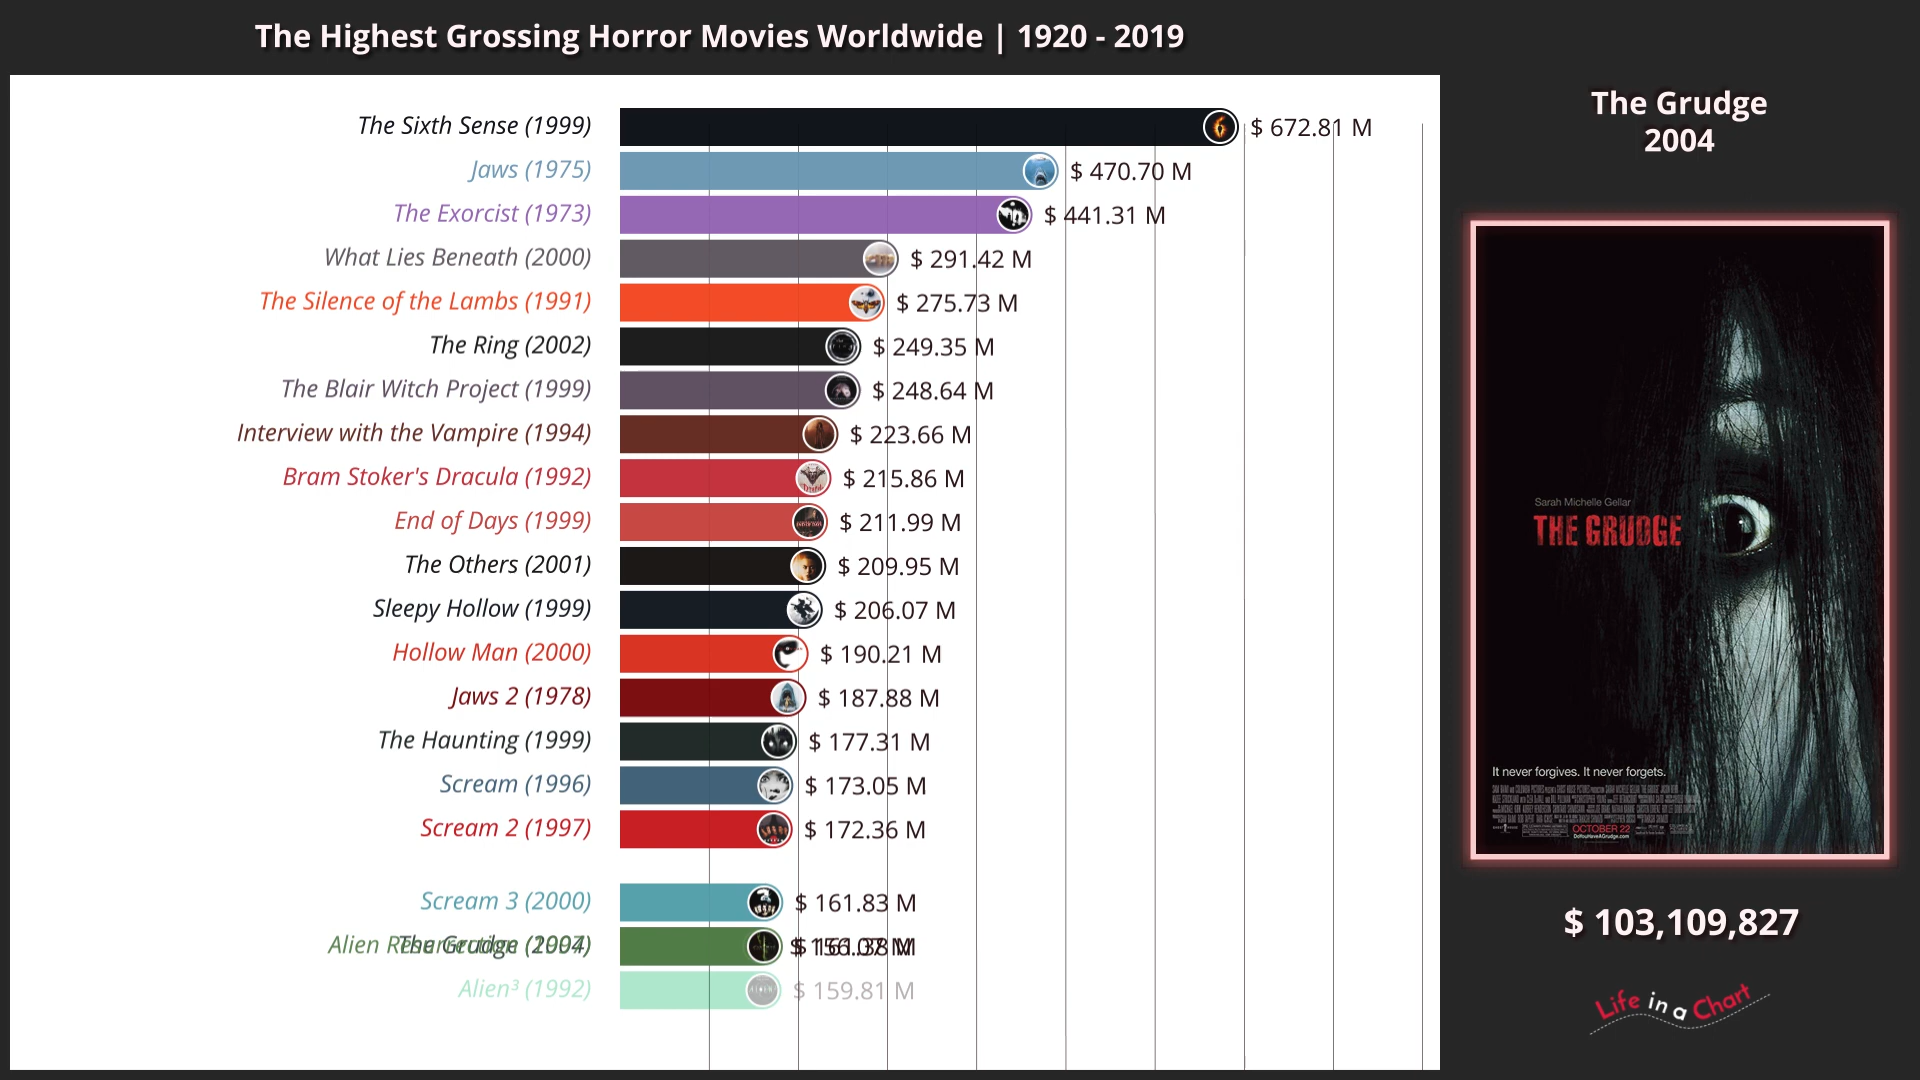 The Highest Grossing Horror Movies Worldwide | 1920 - 2019
The Sixth Sense (1999) $ 672.81 M
Jaws (1975) $ 470.70 M
The Exorcist (1973) $ 441.31 M
What Lies Beneath (2000) $ 291.42 M
The Silence of the Lambs (1991) $ 275.73 M
The Ring (2002) $ 249.35 M
The Blair Witch Project (1999) $ 248.64 M
Interview with the Vampire (1994) $ 223.66 M
Bram Stoker's Dracula (1992) $ 215.86 M
End of Days (1999) $ 211.99 M
The Others (2001) $ 209.95 M
Sleepy Hollow (1999) $ 206.07 M
Hollow Man (2000) $ 190.21 M
Jaws 2 (1978) $ 187.88 M
The Haunting (1999) $ 177.31 M
Scream (1996) $ 173.05 M
Scream 2 (1997) $ 172.36 M
Scream 3 (2000) $ 161.83 M
The Grudge (2004)
Alien³ (1992) $ 159.81 M
The Grudge
2004
Sarah Michelle Gellar
THE GRUDGE
It never forgives. It never forgets.
OCTOBER 22
$ 103,109,827
Life in a Chart